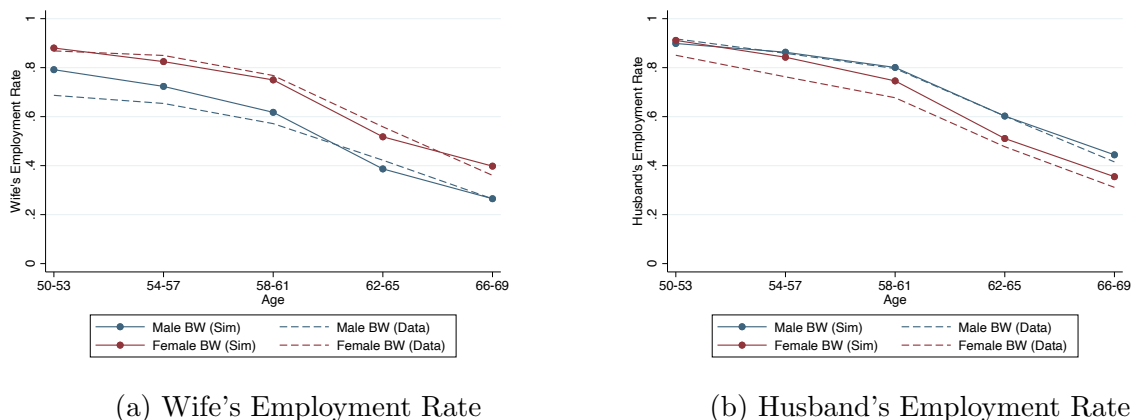 Wife's Employment Rate
1
.8
.6
.4
.2
0
50-53 54-57 58-61 62-65 66-69
Age
Male BW (Sim) Male BW (Data)
Female BW (Sim) Female BW (Data)
(a) Wife's Employment Rate
Husband's Employment Rate
1
.8
.6
.4
.2
0
50-53 54-57 58-61 62-65 66-69
Age
Male BW (Sim) Male BW (Data)
Female BW (Sim) Female BW (Data)
(b) Husband's Employment Rate